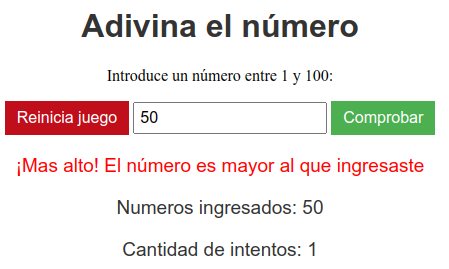 Adivina el número
Introduce un número entre 1 y 100:
Reinicia juego 50 Comprobar
¡Mas alto! El número es mayor al que ingresaste
Numeros ingresados: 50
Cantidad de intentos: 1